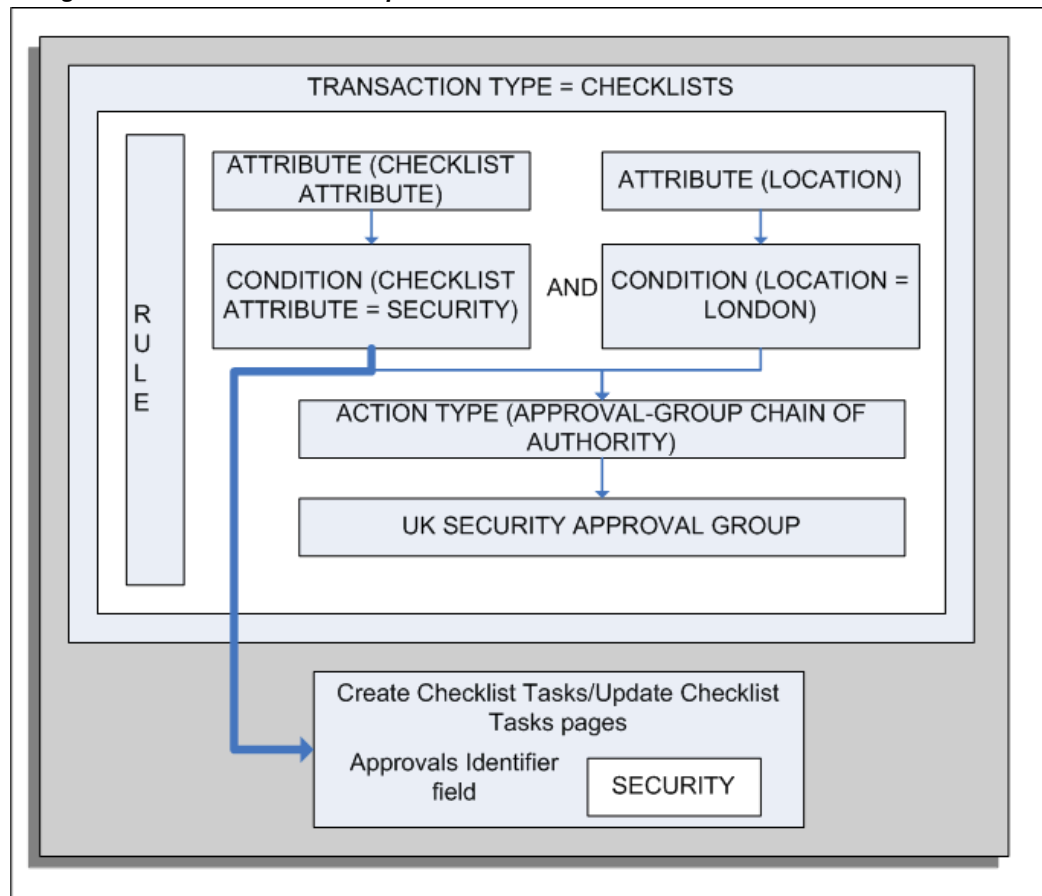 TRANSACTION TYPE = CHECKLISTS
R
U
L
E
ATTRIBUTE (CHECKLIST
ATTRIBUTE)
ATTRIBUTE (LOCATION)
CONDITION (CHECKLIST
ATTRIBUTE = SECURITY)
AND
CONDITION (LOCATION =
LONDON)
ACTION TYPE (APPROVAL-GROUP CHAIN OF
AUTHORITY)
UK SECURITY APPROVAL GROUP
Create Checklist Tasks/Update Checklist
Tasks pages
Approvals Identifier
field
SECURITY